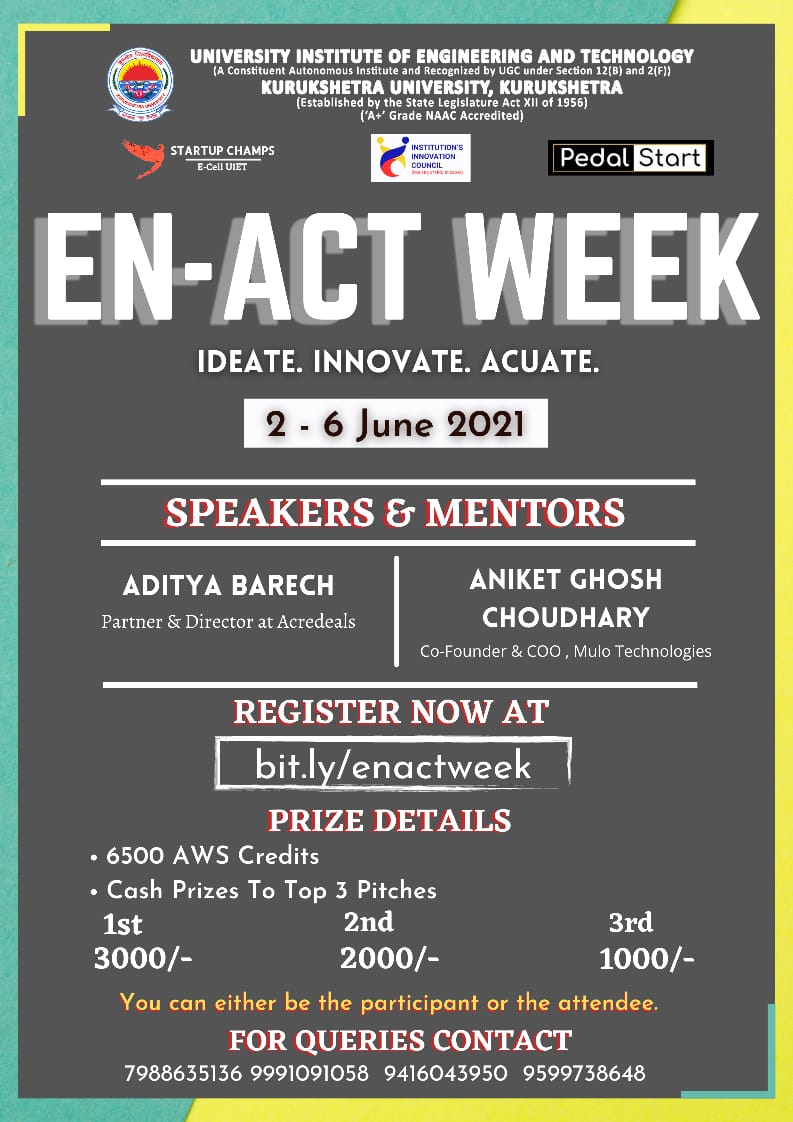 UNIVERSITY INSTITUTE OF ENGINEERING AND TECHNOLOGY
(A Constituent Autonomous Institute and Recognized by UGC under Section 12(B) and 2(F))
KURUKSHETRA UNIVERSITY, KURUKSHETRA
(Established by the State Legislature Act XII of 1956)
('A+' Grade NAAC Accredited)
STARTUP CHAMPS
E-Cell UIET
INSTITUTION'S
INNOVATION
COUNCIL
(Ministry of HRD Initiative)
Pedal Start
EN-ACT WEEK
IDEATE. INNOVATE. ACUATE.
2 - 6 June 2021
SPEAKERS & MENTORS
ADITYA BARECH
Partner & Director at Acredeals
ANIKET GHOSH
CHOUDHARY
Co-Founder & COO , Mulo Technologies
REGISTER NOW AT
bit.ly/enactweek
PRIZE DETAILS
• 6500 AWS Credits
• Cash Prizes To Top 3 Pitches
1st 2nd 3rd
3000/- 2000/- 1000/-
You can either be the participant or the attendee.
FOR QUERIES CONTACT
7988635136 9991091058 9416043950 9599738648